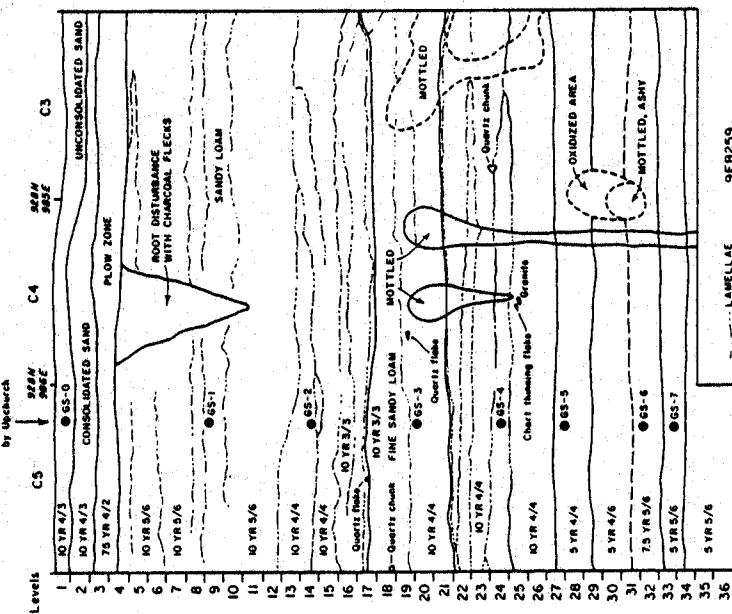 by Upchurch
Levels
C5
C4
C3
928N
906E
928N
905E
1
2
3
4
5
6
7
8
9
10
11
12
13
14
15
16
17
18
19
20
21
22
23
24
25
26
27
28
29
30
31
32
33
34
35
36
10 YR 4/3
GS-0
UNCONSOLIDATED SAND
10 YR 4/3
CONSOLIDATED SAND
7.5 YR 4/2
PLOW ZONE
10 YR 5/6
ROOT DISTURBANCE
WITH CHARCOAL FLECKS
10 YR 5/6
GS-1
SANDY LOAM
10 YR 5/6
10 YR 4/4
GS-2
10 YR 4/4
10 YR 3/3
Quartz flake
10 YR 3/3
Quartz chunk
FINE SANDY LOAM
MOTTLED
GS-3
Quartz flake
10 YR 4/4
MOTTLED
10 YR 4/4
GS-4
Quartz chunk
Chert thinning flake
Granite
10 YR 4/4
GS-5
5 YR 4/4
OXIDIZED AREA
5 YR 4/6
7.5 YR 5/6
GS-6
MOTTLED, ASHY
5 YR 5/6
GS-7
5 YR 5/6
LAMELLAE
9EB259